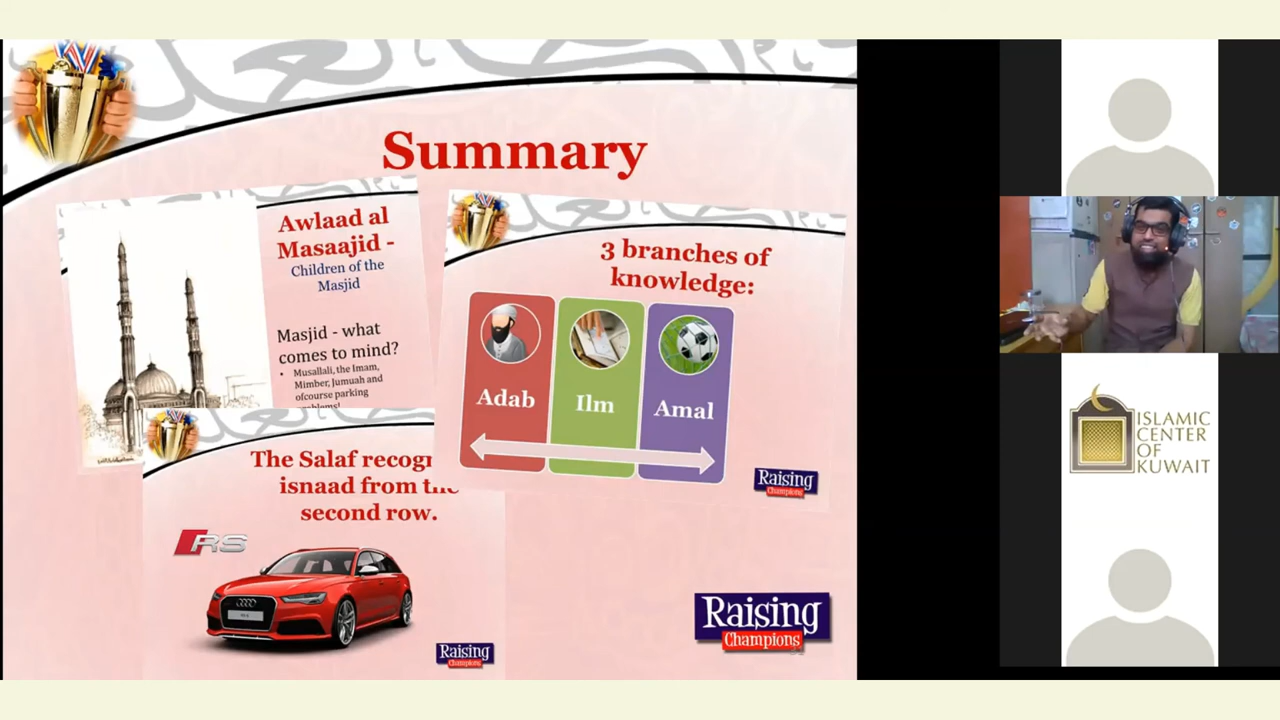 Summary
Awlaad al
Masaajid -
Children of the
Masjid
Masjid - what
comes to mind?
• Musallali, the Imam,
Mimber, Jumuah and
ofcourse parking
3 branches of
knowledge:
Adab
Ilm
Amal
Raising
Champions
The Salaf
isnaad from the
second row.
RS
Raising
Champions
Raising
Champions
ISLAMIC
CENTER
OF
KUWAIT